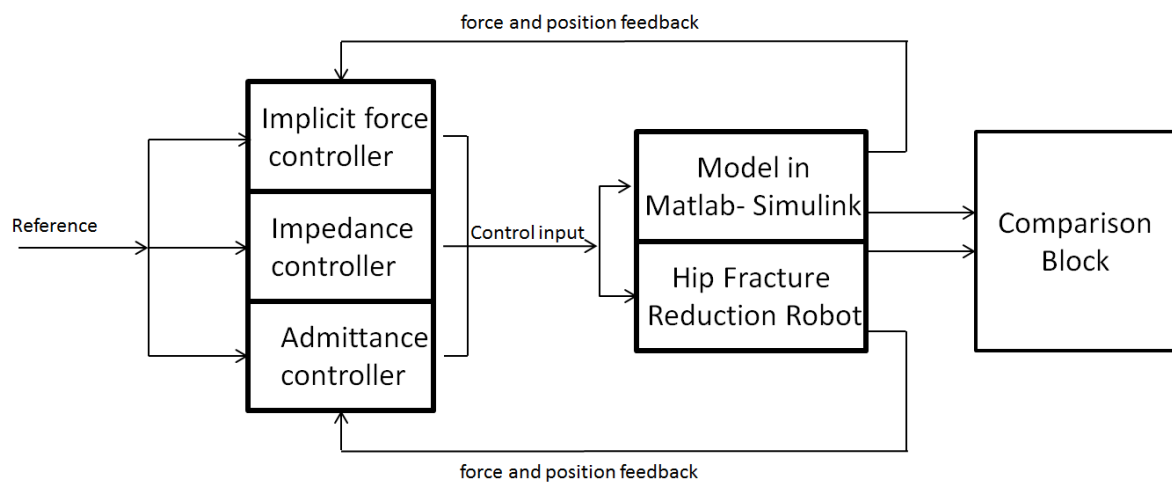 force and position feedback
Implicit force
controller
Impedance
controller
Admittance
controller
Reference
Control input
Model in
Matlab- Simulink
Hip Fracture
Reduction Robot
Comparison
Block
force and position feedback